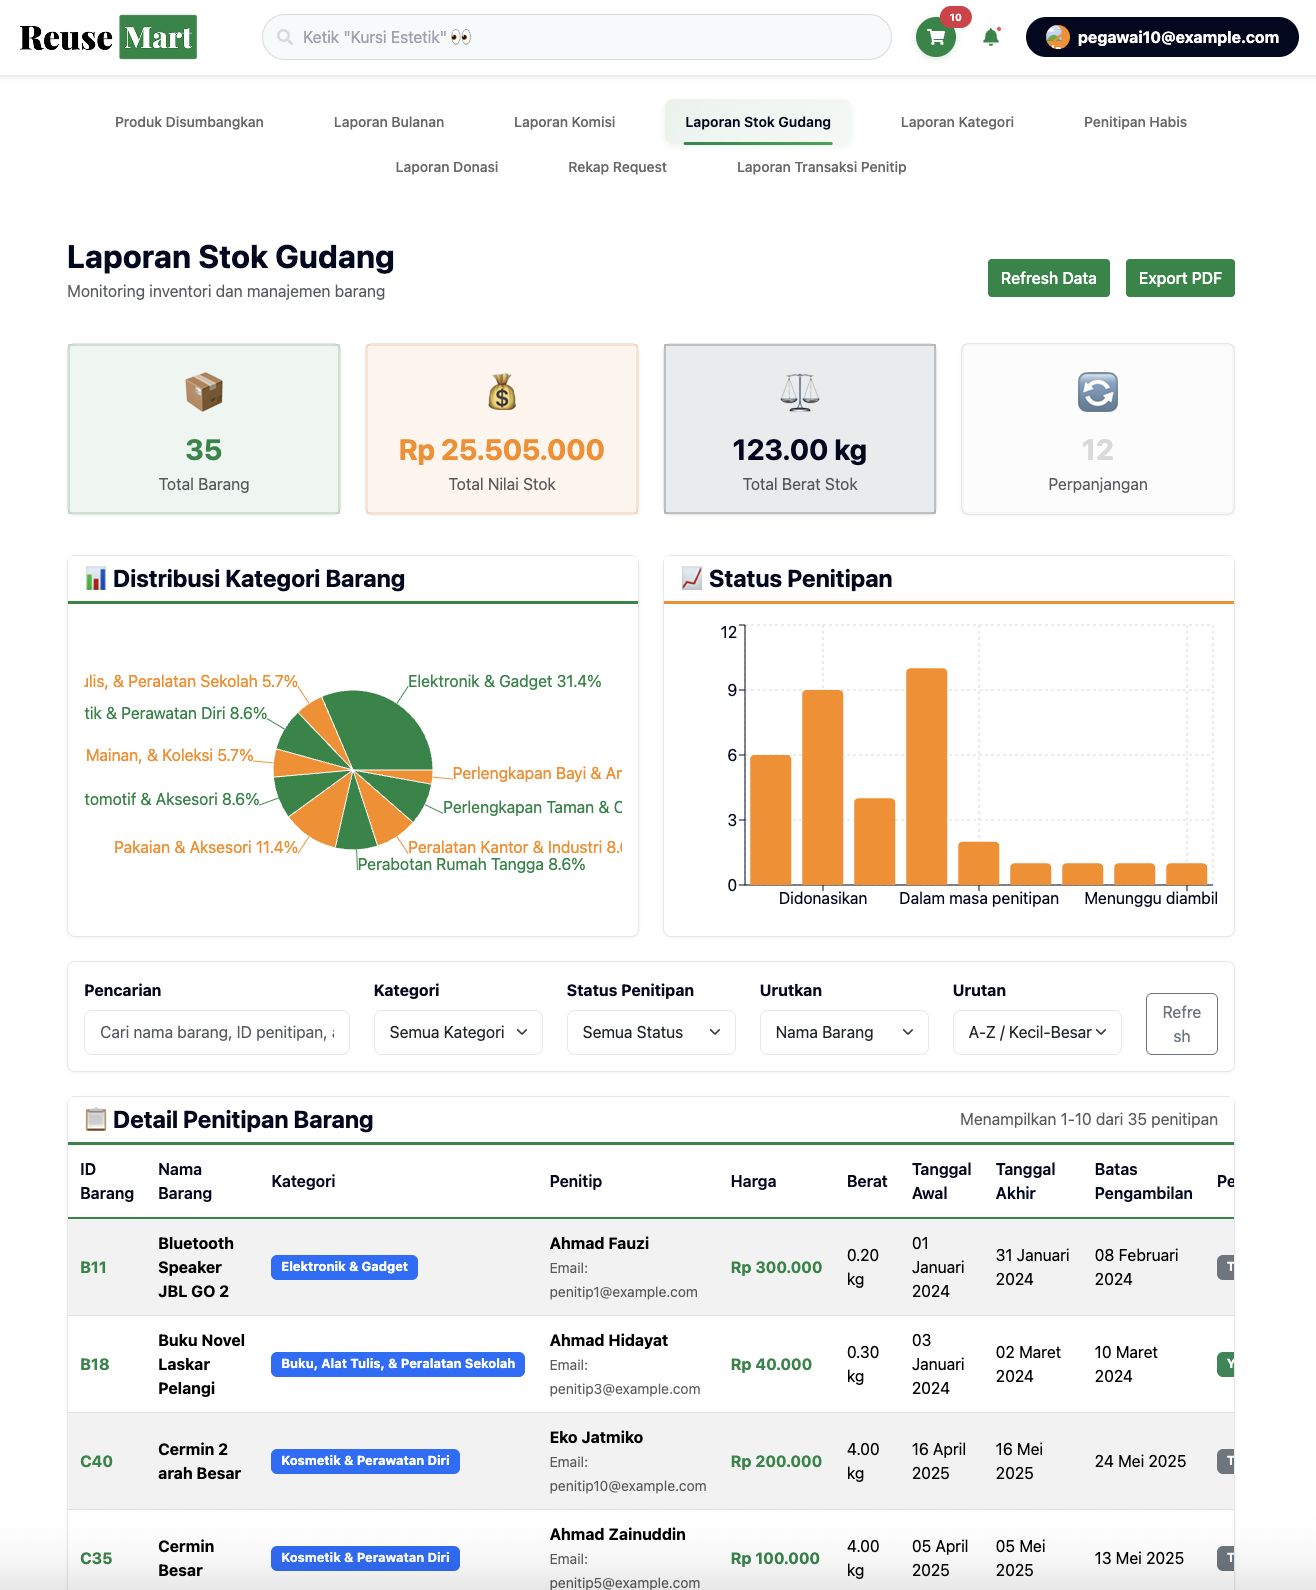 Reuse Mart
Ketik "Kursi Estetik" 👀
10
pegawai10@example.com
Produk Disumbangkan
Laporan Bulanan
Laporan Komisi
Laporan Stok Gudang
Laporan Kategori
Penitipan Habis
Laporan Donasi
Rekap Request
Laporan Transaksi Penitip
Laporan Stok Gudang
Monitoring inventori dan manajemen barang
Refresh Data
Export PDF
35
Total Barang
Rp 25.505.000
Total Nilai Stok
123.00 kg
Total Berat Stok
12
Perpanjangan
Distribusi Kategori Barang
ulis, & Peralatan Sekolah 5.7%
Elektronik & Gadget 31.4%
tik & Perawatan Diri 8.6%
Mainan, & Koleksi 5.7%
Perlengkapan Bayi & An
tomotif & Aksesori 8.6%
Perlengkapan Taman & O
Pakaian & Aksesori 11.4%
Peralatan Kantor & Industri 8.6
Perabotan Rumah Tangga 8.6%
Status Penitipan
12
9
6
3
0
Didonasikan
Dalam masa penitipan
Menunggu diambil
Pencarian
Kategori
Status Penitipan
Urutkan
Urutan
Cari nama barang, ID penitipan, a
Semua Kategori
Semua Status
Nama Barang
A-Z / Kecil-Besar
Refre
sh
Detail Penitipan Barang
Menampilkan 1-10 dari 35 penitipan
ID
Barang
Nama
Barang
Kategori
Penitip
Harga
Berat
Tanggal
Awal
Tanggal
Akhir
Batas
Pengambilan
Pe
B11
Bluetooth
Speaker
JBL GO 2
Elektronik & Gadget
Ahmad Fauzi
Email:
penitip1@example.com
Rp 300.000
0.20
kg
01
Januari
2024
31 Januari
2024
08 Februari
2024
T
B18
Buku Novel
Laskar
Pelangi
Buku, Alat Tulis, & Peralatan Sekolah
Ahmad Hidayat
Email:
penitip3@example.com
Rp 40.000
0.30
kg
03
Januari
2024
02 Maret
2024
10 Maret
2024
Y
C40
Cermin 2
arah Besar
Kosmetik & Perawatan Diri
Eko Jatmiko
Email:
penitip10@example.com
Rp 200.000
4.00
kg
16 April
2025
16 Mei
2025
24 Mei 2025
T
C35
Cermin
Besar
Kosmetik & Perawatan Diri
Ahmad Zainuddin
Email:
penitip5@example.com
Rp 100.000
4.00
kg
05 April
2025
05 Mei
2025
13 Mei 2025
T